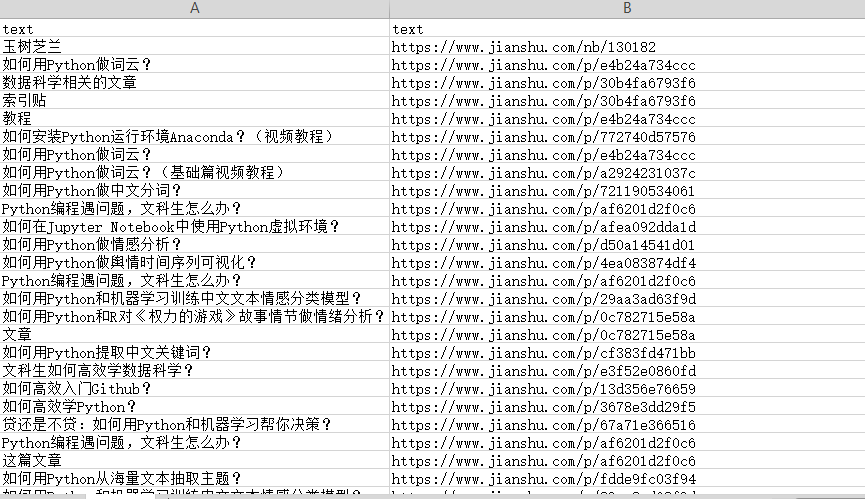 A B
text text
玉树芝兰 https://www.jianshu.com/nb/130182
如何用Python做词云？ https://www.jianshu.com/p/e4b24a734ccc
数据科学相关的文章 https://www.jianshu.com/p/30b4fa6793f6
索引贴 https://www.jianshu.com/p/30b4fa6793f6
教程 https://www.jianshu.com/p/e4b24a734ccc
如何安装Python运行环境Anaconda？（视频教程） https://www.jianshu.com/p/772740d57576
如何用Python做词云？ https://www.jianshu.com/p/e4b24a734ccc
如何用Python做词云？（基础篇视频教程） https://www.jianshu.com/p/a2924231037c
如何用Python做中文分词？ https://www.jianshu.com/p/721190534061
Python编程遇问题，文科生怎么办？ https://www.jianshu.com/p/af6201d2f0c6
如何在Jupyter Notebook中使用Python虚拟环境？ https://www.jianshu.com/p/afea092dda1d
如何用Python做情感分析？ https://www.jianshu.com/p/d50a14541d01
如何用Python做舆情时间序列可视化？ https://www.jianshu.com/p/4ea083874df4
Python编程遇问题，文科生怎么办？ https://www.jianshu.com/p/af6201d2f0c6
如何用Python和机器学习训练中文文本情感分类模型？ https://www.jianshu.com/p/29aa3ad63f9d
如何用Python和R对《权力的游戏》故事情节做情绪分析？ https://www.jianshu.com/p/0c782715e58a
文章 https://www.jianshu.com/p/0c782715e58a
如何用Python提取中文关键词？ https://www.jianshu.com/p/cf383fd471bb
文科生如何高效学数据科学？ https://www.jianshu.com/p/e3f52e0860fd
如何高效入门Github？ https://www.jianshu.com/p/13d356e76659
如何高效学Python？ https://www.jianshu.com/p/3678e3dd29f5
贷还是不贷：如何用Python和机器学习帮你决策？ https://www.jianshu.com/p/67a71e366516
Python编程遇问题，文科生怎么办？ https://www.jianshu.com/p/af6201d2f0c6
这篇文章 https://www.jianshu.com/p/af6201d2f0c6
如何用Python从海量文本抽取主题？ https://www.jianshu.com/p/fdde9fc03f94